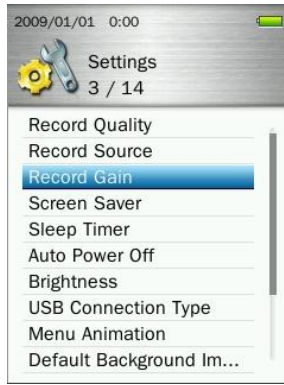 2009/01/01 0:00
Settings
3 / 14
Record Quality
Record Source
Record Gain
Screen Saver
Sleep Timer
Auto Power Off
Brightness
USB Connection Type
Menu Animation
Default Background Im...